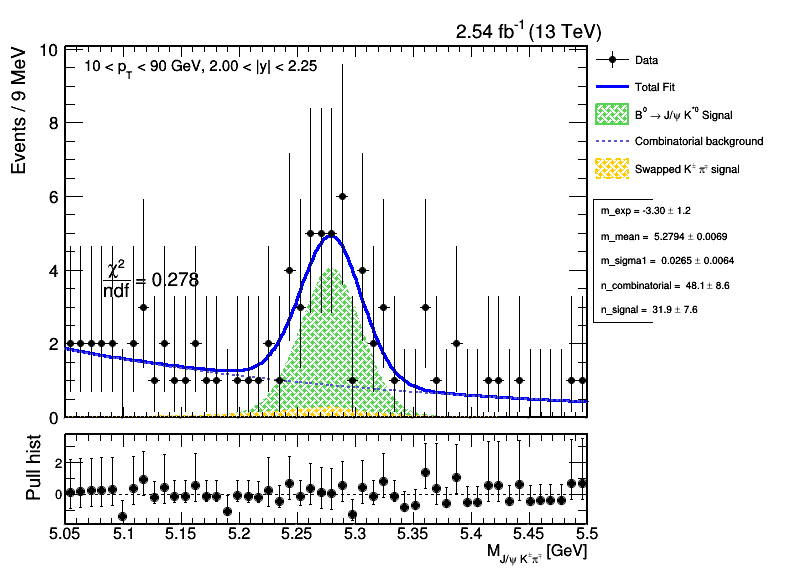 2.54 fb⁻¹ (13 TeV)
Events / 9 MeV
10 < p_T < 90 GeV, 2.00 < |y| < 2.25
10
8
6
4
2
0
χ²/ndf = 0.278
Data
Total Fit
B⁰ → J/ψ K*⁰ Signal
Combinatorial background
Swapped K± π∓ signal
m_exp = -3.30 ± 1.2
m_mean = 5.2794 ± 0.0069
m_sigma1 = 0.0265 ± 0.0064
n_combinatorial = 48.1 ± 8.6
n_signal = 31.9 ± 7.6
Pull hist
2
0
5.05 5.1 5.15 5.2 5.25 5.3 5.35 5.4 5.45 5.5
M_J/ψ K± π∓ [GeV]